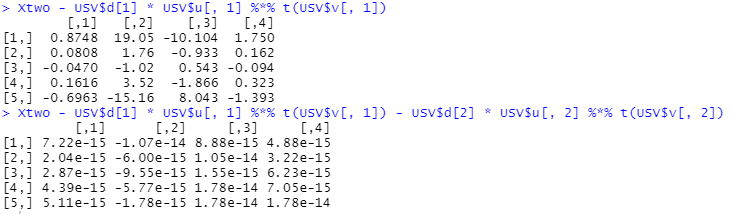 > Xtwo - USV$d[1] * USV$u[, 1] %*% t(USV$v[, 1])
[,1] [,2] [,3] [,4]
[1,] 0.8748 19.05 -10.104 1.750
[2,] 0.0808 1.76 -0.933 0.162
[3,] -0.0470 -1.02 0.543 -0.094
[4,] 0.1616 3.52 -1.866 0.323
[5,] -0.6963 -15.16 8.043 -1.393
> Xtwo - USV$d[1] * USV$u[, 1] %*% t(USV$v[, 1]) - USV$d[2] * USV$u[, 2] %*% t(USV$v[, 2])
[,1] [,2] [,3] [,4]
[1,] 7.22e-15 -1.07e-14 8.88e-15 4.88e-15
[2,] 2.04e-15 -6.00e-15 1.05e-14 3.22e-15
[3,] 2.87e-15 -9.55e-15 1.55e-15 6.23e-15
[4,] 4.39e-15 -5.77e-15 1.78e-14 7.05e-15
[5,] 5.11e-15 -1.78e-15 1.78e-14 1.78e-14